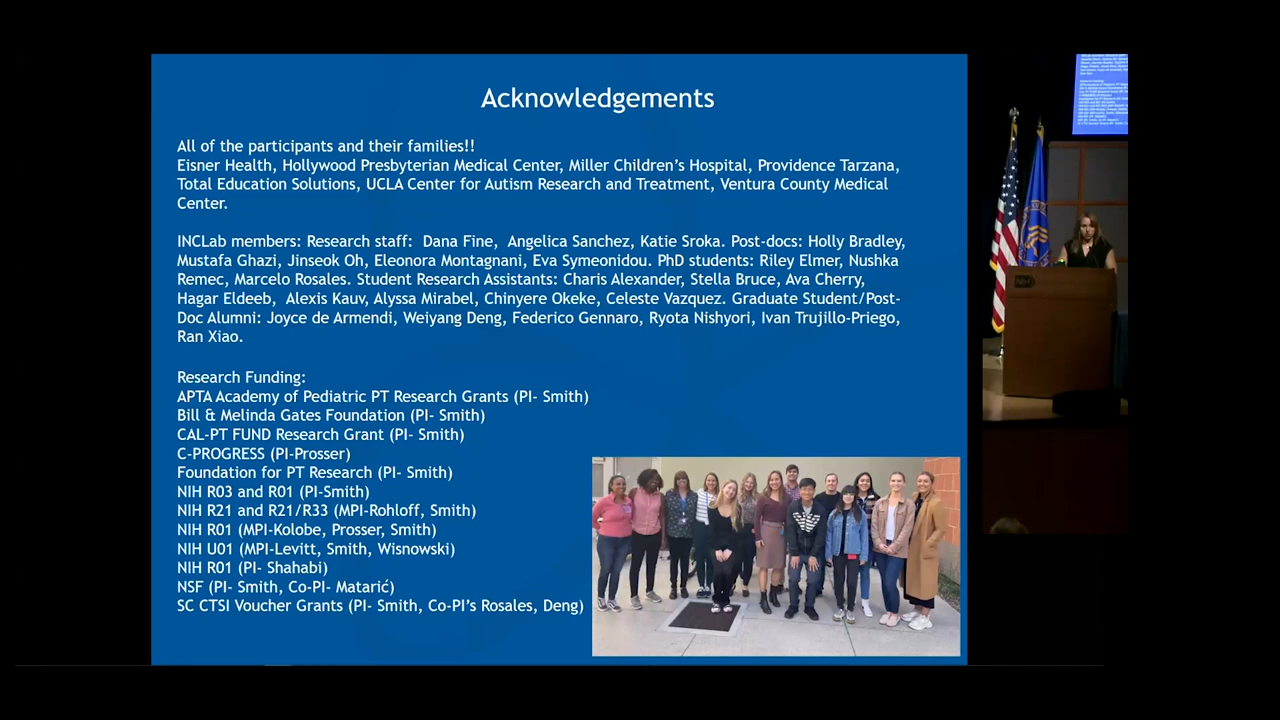 Acknowledgements
All of the participants and their families!!
Eisner Health, Hollywood Presbyterian Medical Center, Miller Children's Hospital, Providence Tarzana,
Total Education Solutions, UCLA Center for Autism Research and Treatment, Ventura County Medical
Center.
INCLab members: Research staff: Dana Fine, Angelica Sanchez, Katie Sroka. Post-docs: Holly Bradley,
Mustafa Ghazi, Jinseok Oh, Eleonora Montagnani, Eva Symeonidou. PhD students: Riley Elmer, Nushka
Remec, Marcelo Rosales. Student Research Assistants: Charis Alexander, Stella Bruce, Ava Cherry,
Hagar Eldeeb, Alexis Kauv, Alyssa Mirabel, Chinyere Okeke, Celeste Vazquez. Graduate Student/Post-
Doc Alumni: Joyce de Armendi, Weiyang Deng, Federico Gennaro, Ryota Nishyori, Ivan Trujillo-Priego,
Ran Xiao.
Research Funding:
APTA Academy of Pediatric PT Research Grants (PI- Smith)
Bill & Melinda Gates Foundation (PI- Smith)
CAL-PT FUND Research Grant (PI- Smith)
C-PROGRESS (PI-Prosser)
Foundation for PT Research (PI- Smith)
NIH R03 and R01 (PI-Smith)
NIH R21 and R21/R33 (MPI-Rohloff, Smith)
NIH R01 (MPI-Kolobe, Prosser, Smith)
NIH U01 (MPI-Levitt, Smith, Wisnowski)
NIH R01 (PI- Shahabi)
NSF (PI- Smith, Co-PI- Matarić)
SC CTSI Voucher Grants (PI- Smith, Co-PI's Rosales, Deng)
NIH